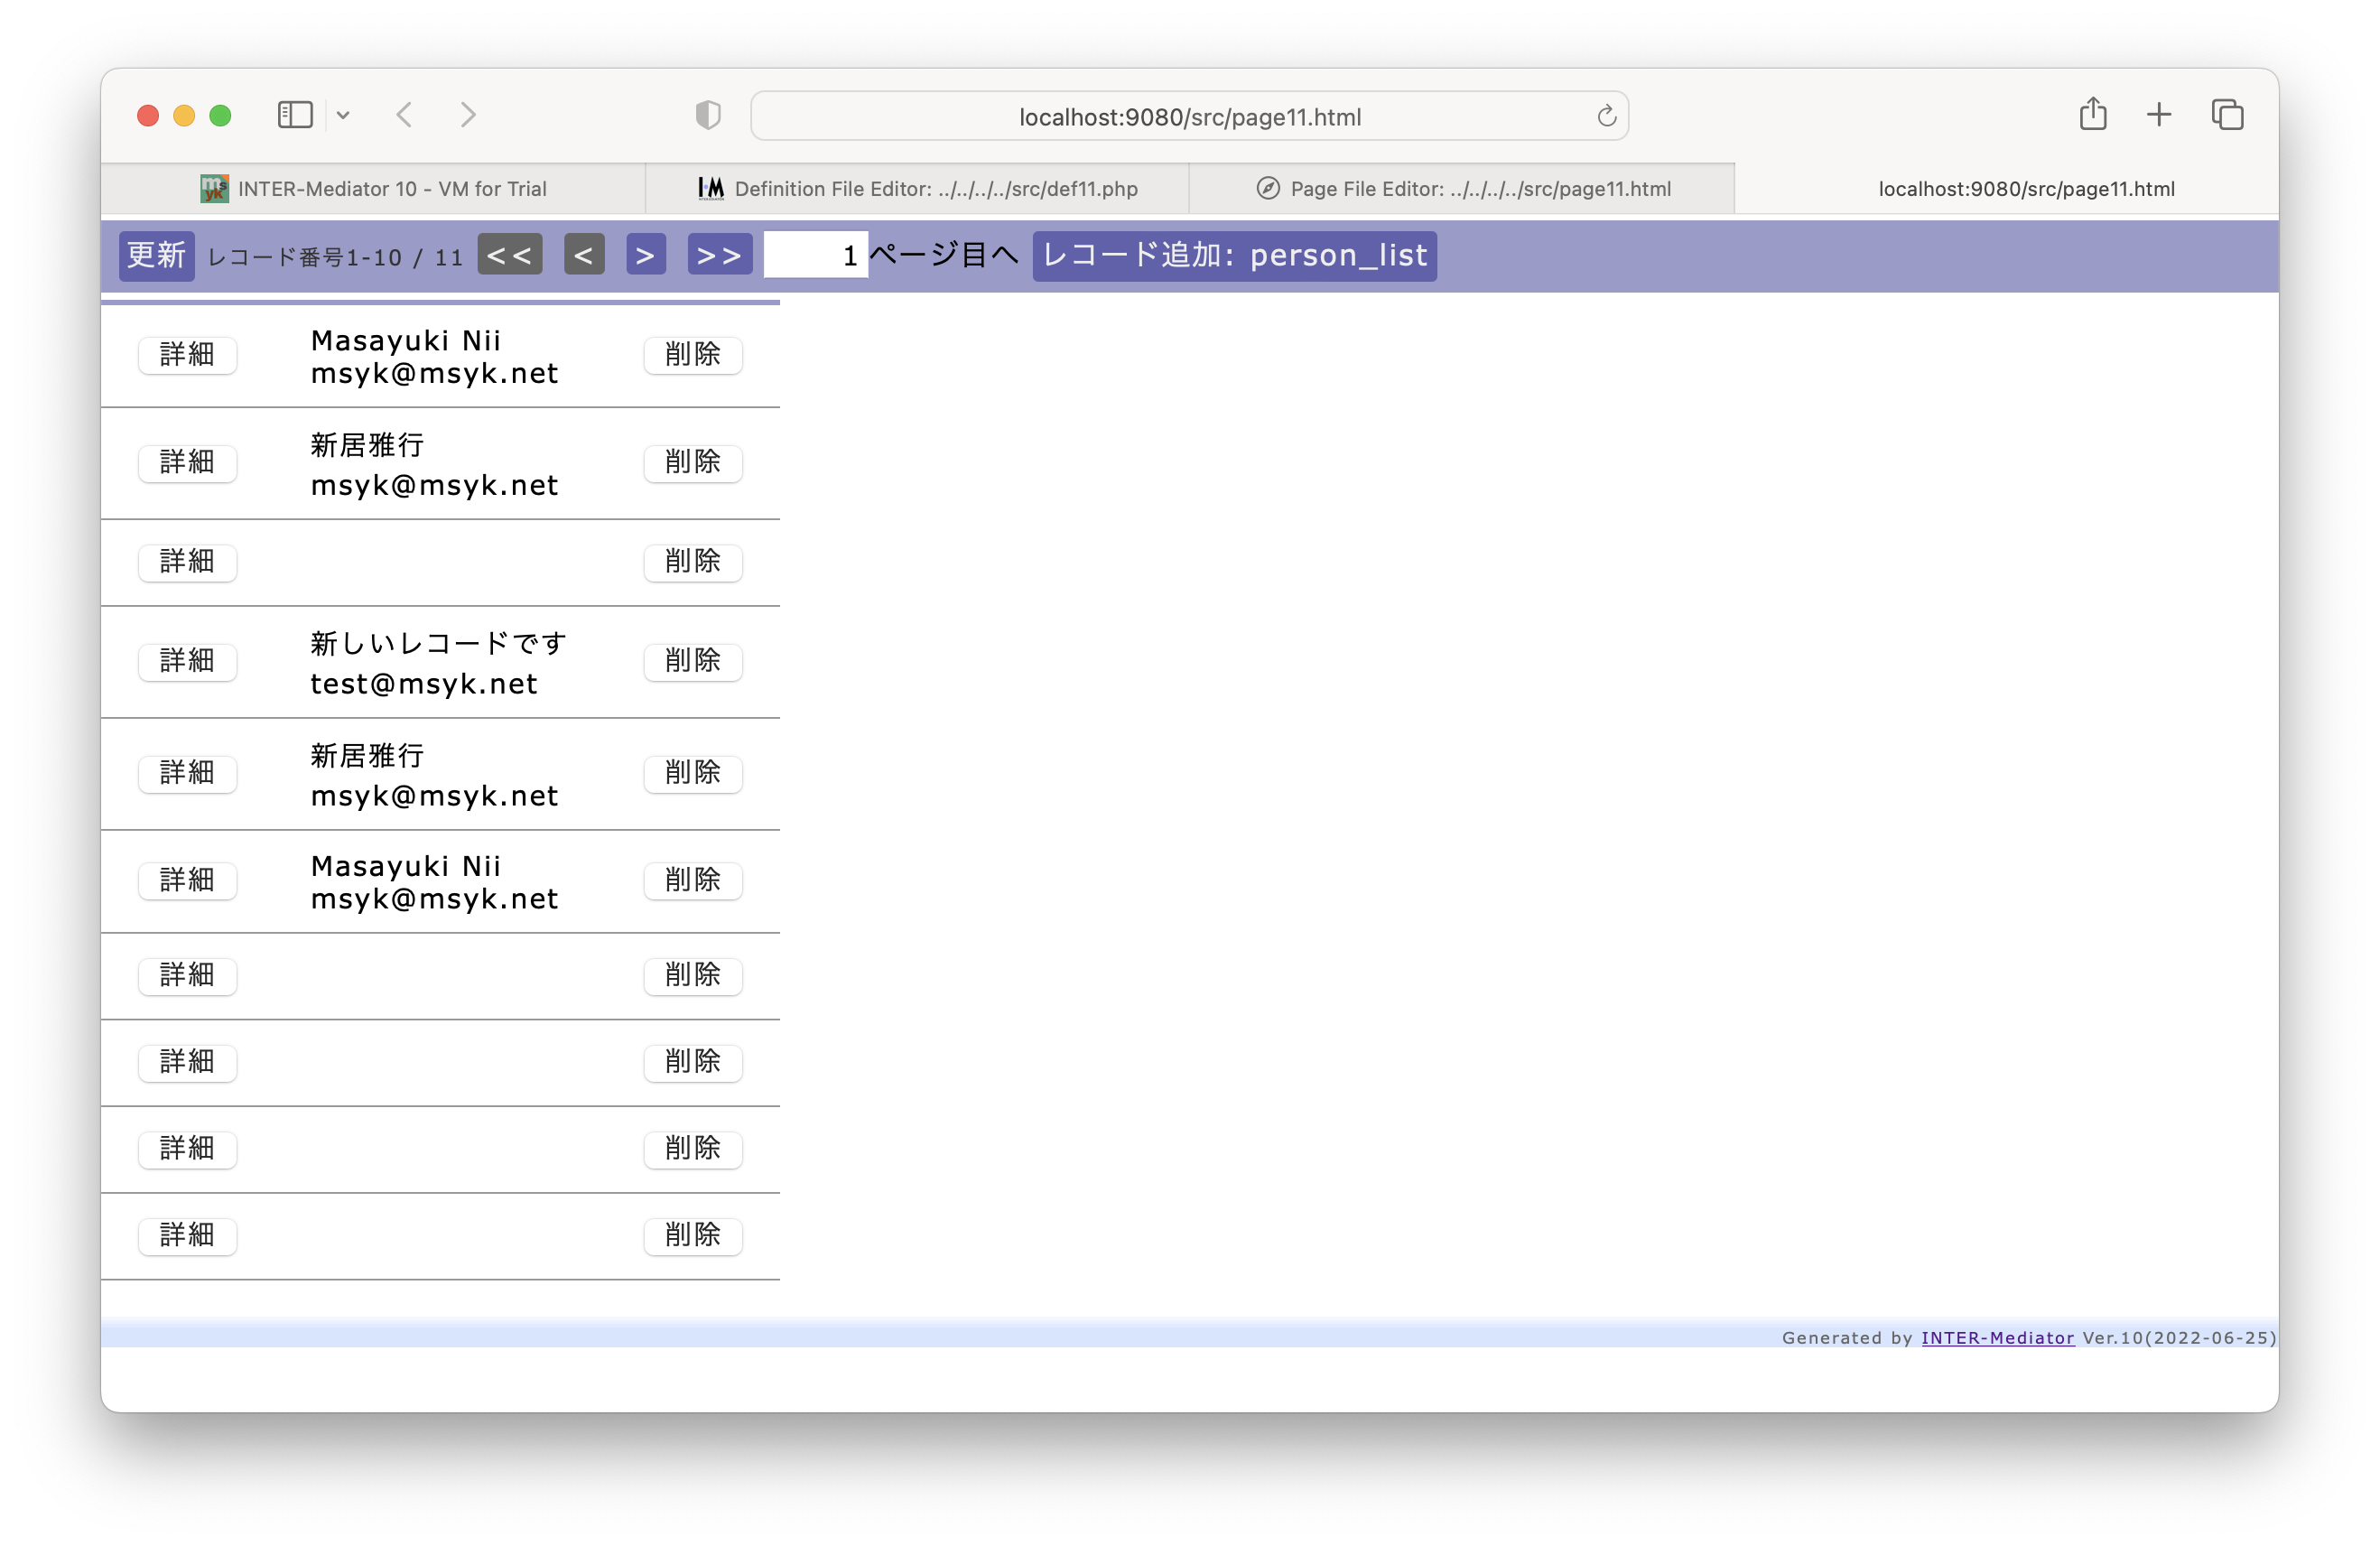 localhost:9080/src/page11.html
INTER-Mediator 10 - VM for Trial
Definition File Editor: ../../../../src/def11.php
Page File Editor: ../../../../src/page11.html
localhost:9080/src/page11.html
更新 レコード番号1-10 / 11 << < > >> 1ページ目へ レコード追加: person_list
詳細 Masayuki Nii 削除
msyk@msyk.net
詳細 新居雅行 削除
msyk@msyk.net
詳細 削除
詳細 新しいレコードです 削除
test@msyk.net
詳細 新居雅行 削除
msyk@msyk.net
詳細 Masayuki Nii 削除
msyk@msyk.net
詳細 削除
詳細 削除
詳細 削除
詳細 削除
Generated by INTER-Mediator Ver.10(2022-06-25)